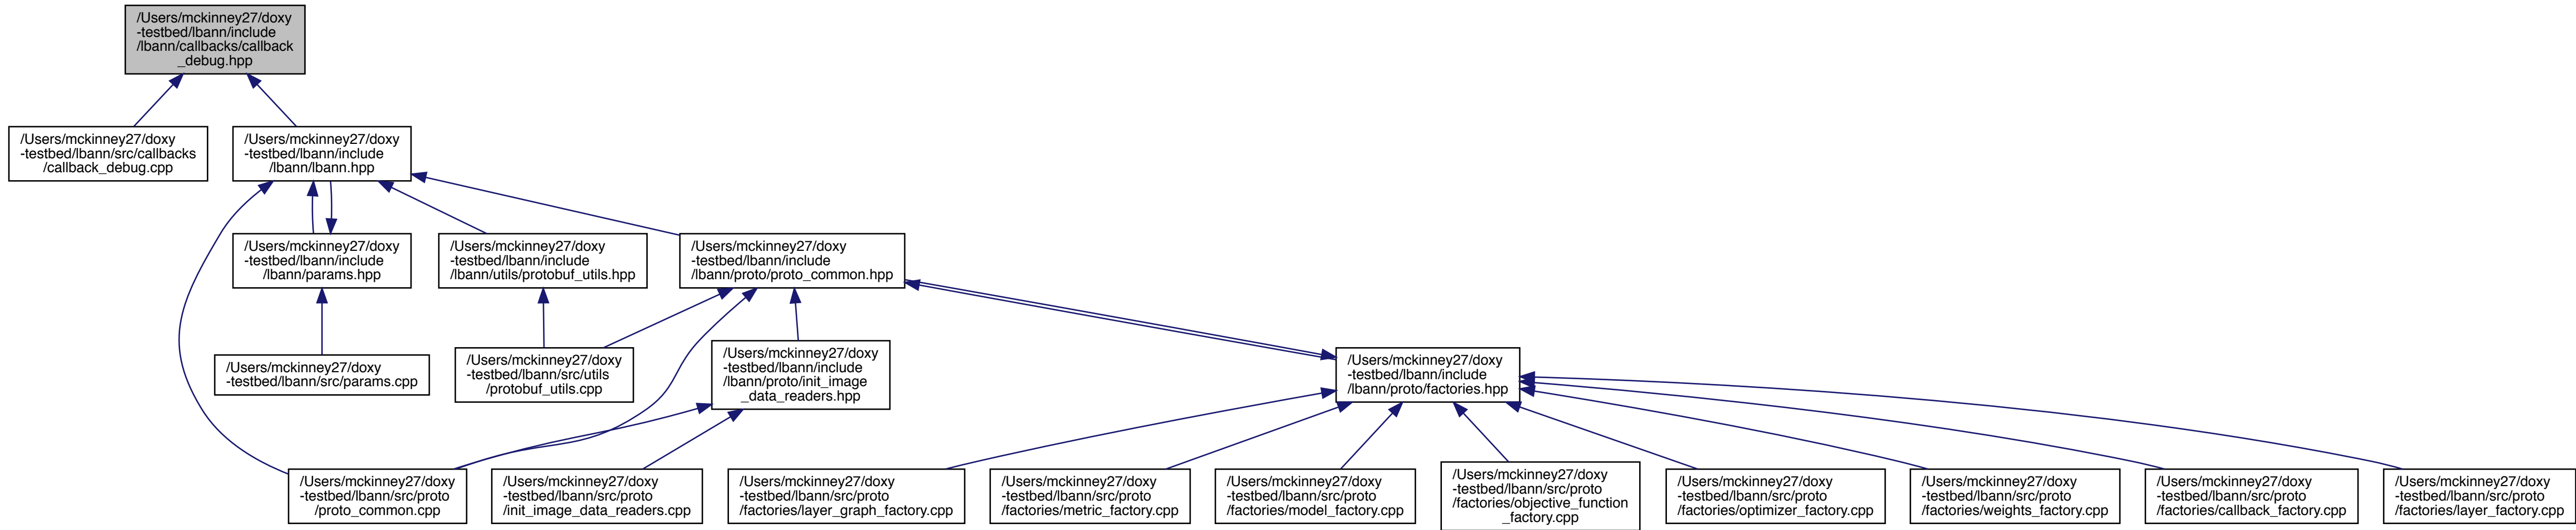 /Users/mckinney27/doxy
-testbed/lbann/include
/lbann/callbacks/callback
_debug.hpp
/Users/mckinney27/doxy
-testbed/lbann/src/callbacks
/callback_debug.cpp
/Users/mckinney27/doxy
-testbed/lbann/include
/lbann/lbann.hpp
/Users/mckinney27/doxy
-testbed/lbann/include
/lbann/params.hpp
/Users/mckinney27/doxy
-testbed/lbann/include
/lbann/utils/protobuf_utils.hpp
/Users/mckinney27/doxy
-testbed/lbann/include
/lbann/proto/proto_common.hpp
/Users/mckinney27/doxy
-testbed/lbann/src/params.cpp
/Users/mckinney27/doxy
-testbed/lbann/src/utils
/protobuf_utils.cpp
/Users/mckinney27/doxy
-testbed/lbann/include
/lbann/proto/init_image
_data_readers.hpp
/Users/mckinney27/doxy
-testbed/lbann/include
/lbann/proto/factories.hpp
/Users/mckinney27/doxy
-testbed/lbann/src/proto
/proto_common.cpp
/Users/mckinney27/doxy
-testbed/lbann/src/proto
/init_image_data_readers.cpp
/Users/mckinney27/doxy
-testbed/lbann/src/proto
/factories/layer_graph_factory.cpp
/Users/mckinney27/doxy
-testbed/lbann/src/proto
/factories/metric_factory.cpp
/Users/mckinney27/doxy
-testbed/lbann/src/proto
/factories/model_factory.cpp
/Users/mckinney27/doxy
-testbed/lbann/src/proto
/factories/objective_function
_factory.cpp
/Users/mckinney27/doxy
-testbed/lbann/src/proto
/factories/optimizer_factory.cpp
/Users/mckinney27/doxy
-testbed/lbann/src/proto
/factories/weights_factory.cpp
/Users/mckinney27/doxy
-testbed/lbann/src/proto
/factories/callback_factory.cpp
/Users/mckinney27/doxy
-testbed/lbann/src/proto
/factories/layer_factory.cpp